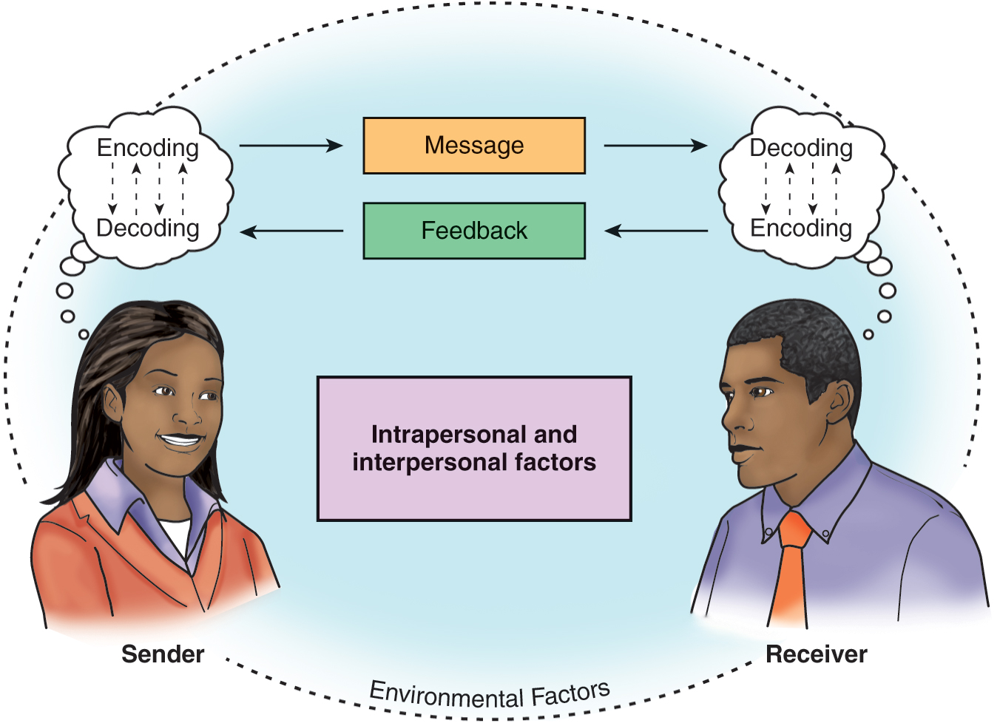 Encoding
Decoding
Message
Feedback
Decoding
Encoding
Intrapersonal and
interpersonal factors
Sender
Receiver
Environmental Factors